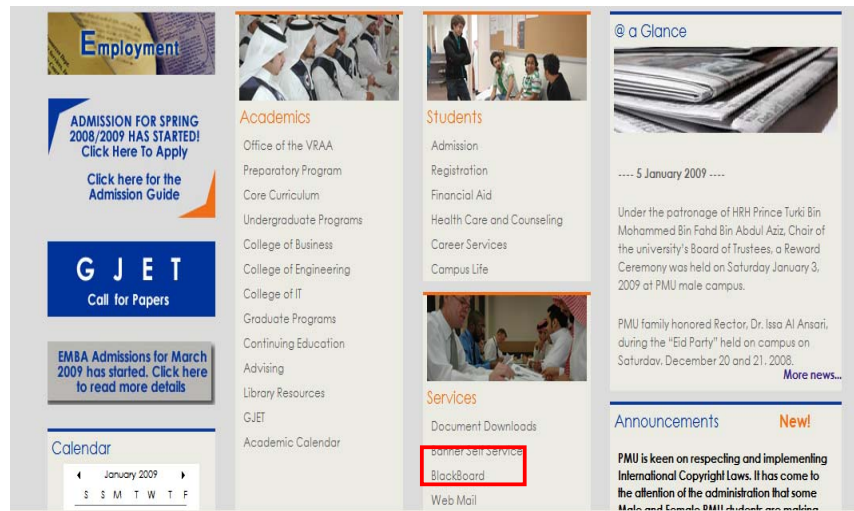 Employment
ADMISSION FOR SPRING
2008/2009 HAS STARTED!
Click Here To Apply
Click here for the
Admission Guide
G J E T
Call for Papers
EMBA Admissions for March
2009 has started. Click here
to read more details
Calendar
January 2009
S S M T W T F
Academics
Office of the VRAA
Preparatory Program
Core Curriculum
Undergraduate Programs
College of Business
College of Engineering
College of IT
Graduate Programs
Continuing Education
Advising
Library Resources
GJET
Academic Calendar
Students
Admission
Registration
Financial Aid
Health Care and Counseling
Career Services
Campus Life
Services
Document Downloads
Banner Self Service
BlackBoard
Web Mail
@ a Glance
---- 5 January 2009 ----
Under the patronage of HRH Prince Turki Bin
Mohammed Bin Fahd Bin Abdul Aziz, Chair of
the university's Board of Trustees, a Reward
Ceremony was held on Saturday January 3,
2009 at PMU male campus.
PMU family honored Rector, Dr. Issa Al Ansari,
during the "Eid Party" held on campus on
Saturday, December 20 and 21, 2008.
More news...
Announcements New!
PMU is keen on respecting and implementing
International Copyright Laws. It has come to
the attention of the administration that some
Male and Female PMU students are making